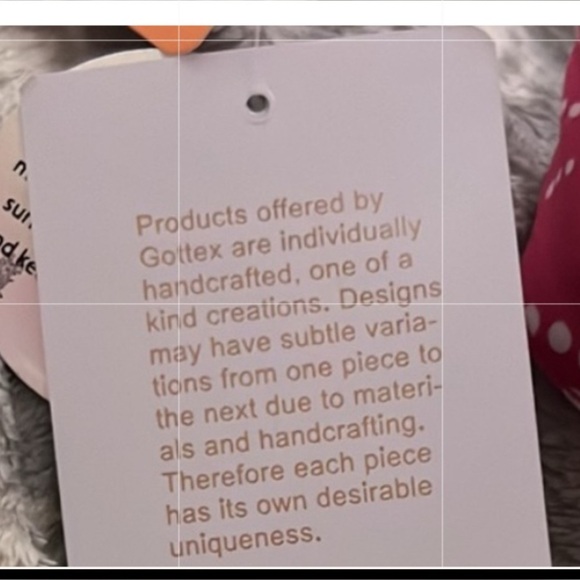 Products offered by
Gottex are individually
handcrafted, one of a
kind creations. Designs
may have subtle varia-
tions from one piece to
the next due to materi-
als and handcrafting.
Therefore each piece
has its own desirable
uniqueness.